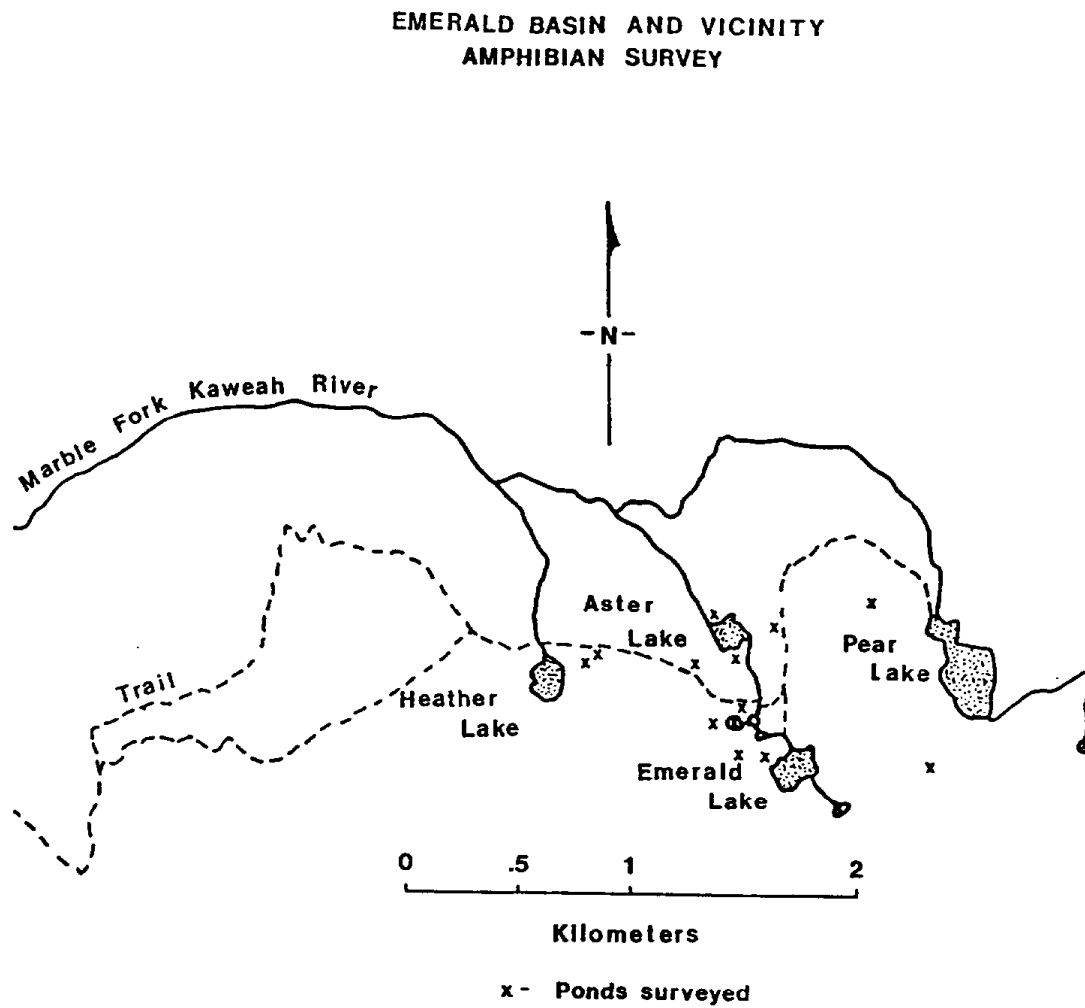 EMERALD BASIN AND VICINITY
AMPHIBIAN SURVEY
-N-
Marble Fork Kaweah River
Aster
Lake
Pear
Lake
Trail
Heather
Lake
Emerald
Lake
0 .5 1 2
Kilometers
x - Ponds surveyed